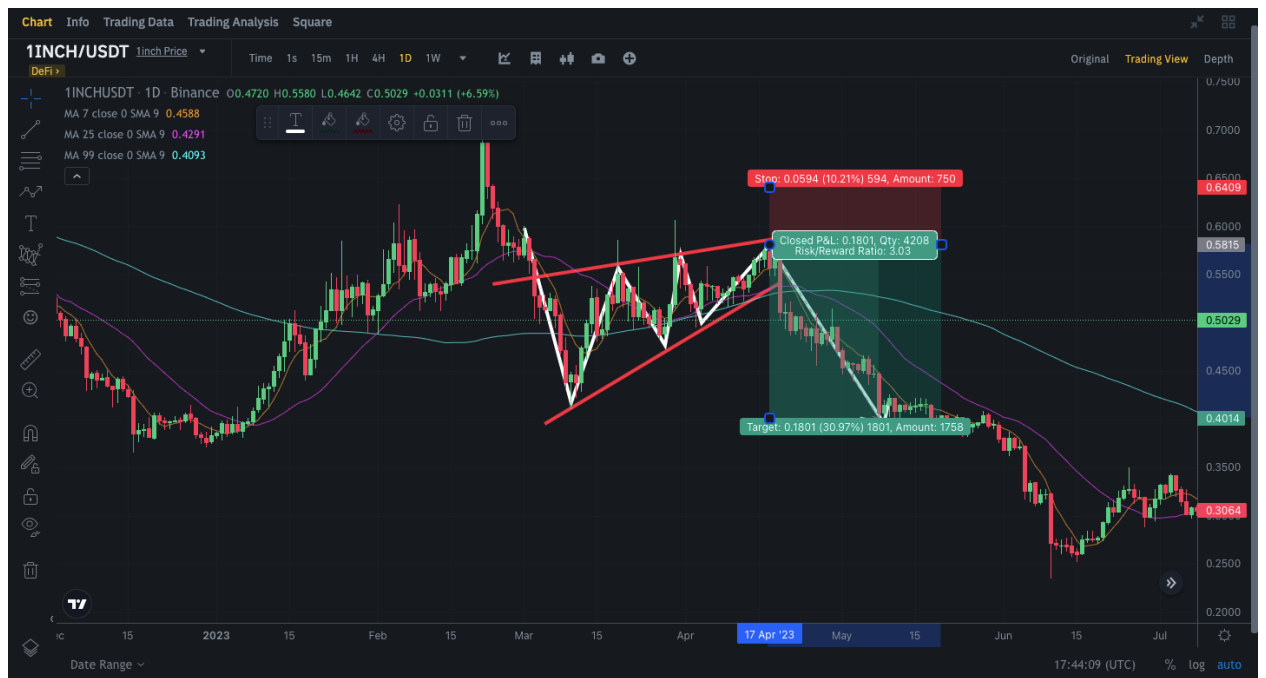 Chart Info Trading Data Trading Analysis Square
1INCH/USDT 1inch Price
DeFi ›
Time 1s 15m 1H 4H 1D 1W
Original Trading View Depth
1INCHUSDT · 1D · Binance O0.4720 H0.5580 L0.4642 C0.5029 +0.0311 (+6.59%)
MA 7 close 0 SMA 9 0.4588
MA 25 close 0 SMA 9 0.4291
MA 99 close 0 SMA 9 0.4093
T
T
Stop: 0.0594 (10.21%) 594, Amount: 750
Closed P&L: 0.1801, Qty: 4208
Risk/Reward Ratio: 3.03
Target: 0.1801 (30.97%) 1801, Amount: 1758
0.7500
0.7000
0.6500
0.6409
0.6000
0.5815
0.5500
0.5029
0.4500
0.4014
0.3500
0.3064
0.2500
0.2000
15 2023 15 Feb 15 Mar 15 Apr 17 Apr '23 May 15 Jun 15 Jul
Date Range
17:44:09 (UTC) % log auto